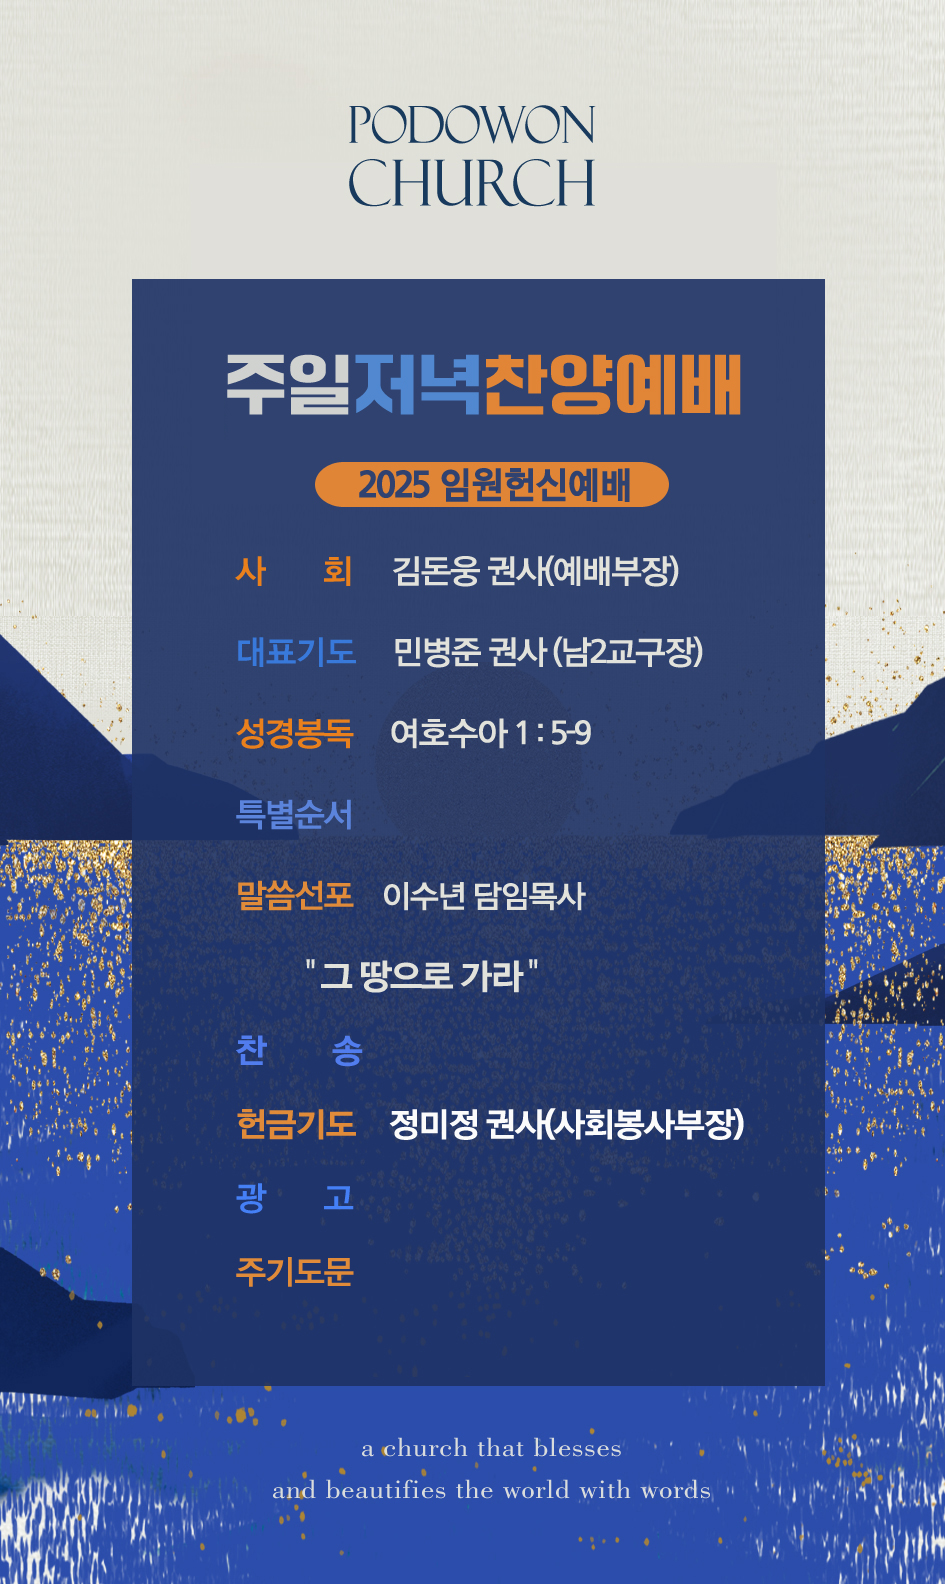 PODOWON
CHURCH
주일저녁찬양예배
2025 임원헌신예배
사 회 김돈웅 권사(예배부장)
대표기도 민병준 권사 (남2교구장)
성경봉독 여호수아 1 : 5-9
특별순서
말씀선포 이수년 담임목사
" 그 땅으로 가라 "
찬 송
헌금기도 정미정 권사(사회봉사부장)
광 고
주기도문
a church that blesses
and beautifies the world with words